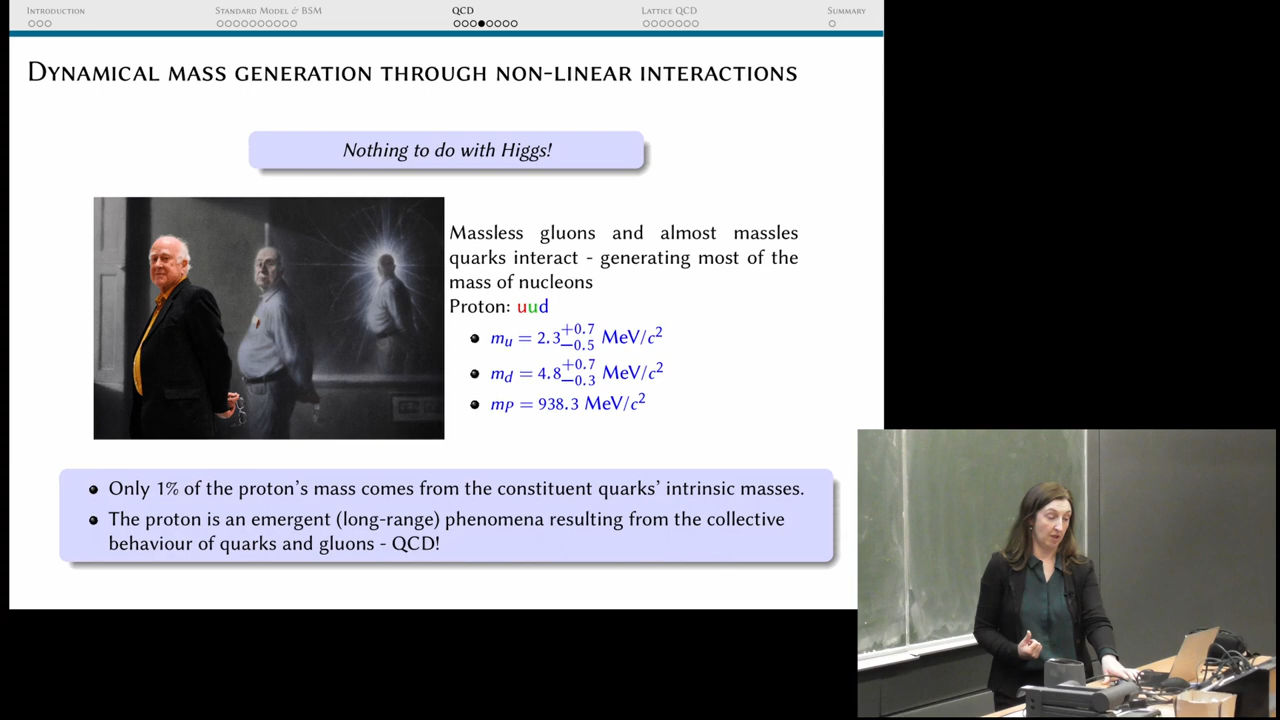 INTRODUCTION STANDARD MODEL & BSM QCD LATTICE QCD SUMMARY
DYNAMICAL MASS GENERATION THROUGH NON-LINEAR INTERACTIONS
Nothing to do with Higgs!
Massless gluons and almost massles
quarks interact - generating most of the
mass of nucleons
Proton: uud
m_u = 2.3^{+0.7}_{−0.5} MeV/c²
m_d = 4.8^{+0.7}_{−0.3} MeV/c²
m_P = 938.3 MeV/c²
Only 1% of the proton's mass comes from the constituent quarks' intrinsic masses.
The proton is an emergent (long-range) phenomena resulting from the collective
behaviour of quarks and gluons - QCD!